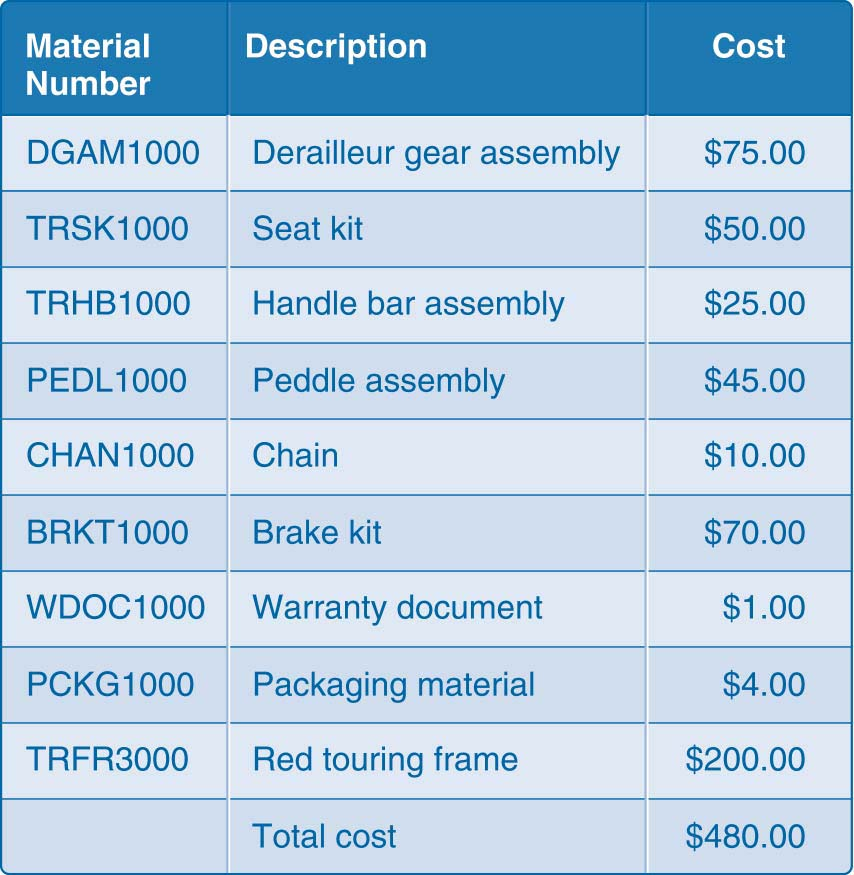 Material Number Description Cost
DGAM1000 Derailleur gear assembly $75.00
TRSK1000 Seat kit $50.00
TRHB1000 Handle bar assembly $25.00
PEDL1000 Peddle assembly $45.00
CHAN1000 Chain $10.00
BRKT1000 Brake kit $70.00
WDOC1000 Warranty document $1.00
PCKG1000 Packaging material $4.00
TRFR3000 Red touring frame $200.00
Total cost $480.00